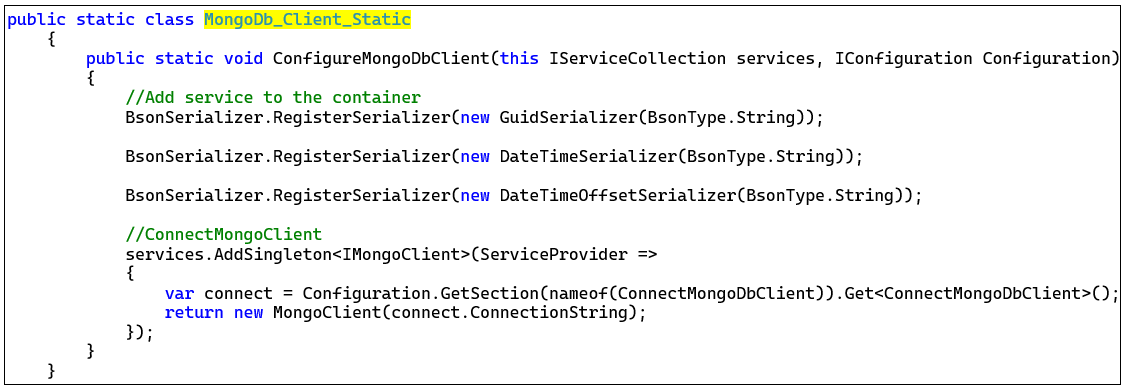 public static class MongoDb_Client_Static
{
public static void ConfigureMongoDbClient(this IServiceCollection services, IConfiguration Configuration)
{
//Add service to the container
BsonSerializer.RegisterSerializer(new GuidSerializer(BsonType.String));
BsonSerializer.RegisterSerializer(new DateTimeSerializer(BsonType.String));
BsonSerializer.RegisterSerializer(new DateTimeOffsetSerializer(BsonType.String));
//ConnectMongoClient
services.AddSingleton<IMongoClient>(ServiceProvider =>
{
var connect = Configuration.GetSection(nameof(ConnectMongoDbClient)).Get<ConnectMongoDbClient>();
return new MongoClient(connect.ConnectionString);
});
}
}